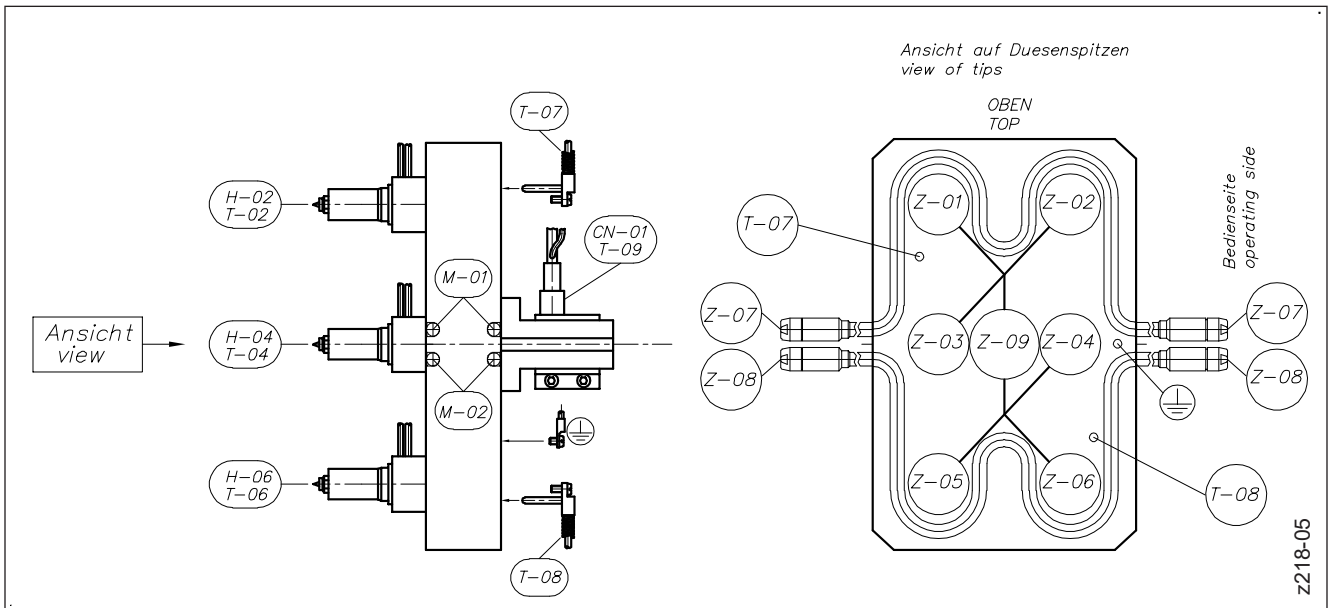 Ansicht auf Duesenspitzen
view of tips
OBEN
TOP
Bedienseite
operating side
Ansicht
view
H-02
T-02
H-04
T-04
H-06
T-06
M-01
M-02
T-07
CN-01
T-09
T-08
T-07
Z-01
Z-02
Z-07
Z-08
Z-03
Z-09
Z-04
Z-07
Z-08
Z-05
Z-06
T-08
z218-05